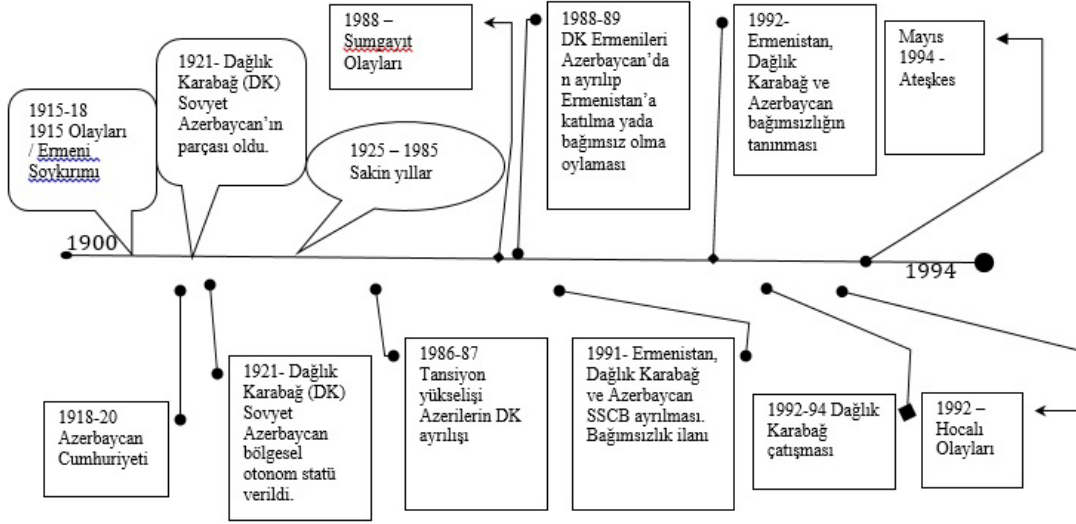 1915-18
1915 Olayları
/ Ermeni
Soykırımı
1921- Dağlık
Karabağ (DK)
Sovyet
Azerbaycan’ın
parçası oldu.
1925 – 1985
Sakin yıllar
1988 –
Sumgayıt
Olayları
1988-89
DK Ermenileri
Azerbaycan’da
n ayrılıp
Ermenistan’a
katılma yada
bağımsız olma
oylaması
1992-
Ermenistan,
Dağlık
Karabağ ve
Azerbaycan
bağımsızlığın
tanınması
Mayıs
1994 -
Ateşkes
1900
1994
1918-20
Azerbaycan
Cumhuriyeti
1921- Dağlık
Karabağ (DK)
Sovyet
Azerbaycan
bölgesel
otonom statü
verildi.
1986-87
Tansiyon
yükselişi
Azerilerin DK
ayrılışı
1991- Ermenistan,
Dağlık Karabağ
ve Azerbaycan
SSCB ayrılması.
Bağımsızlık ilanı
1992-94 Dağlık
Karabağ
çatışması
1992 –
Hocalı
Olayları